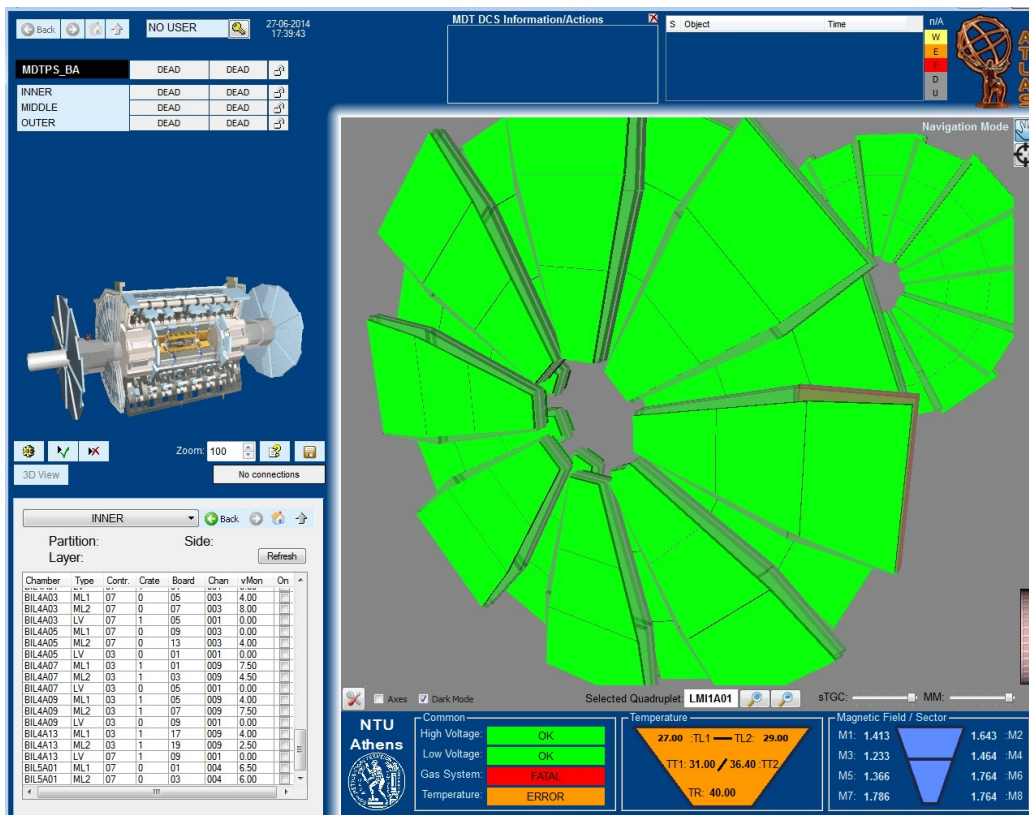 Back
NO USER
27-06-2014
17:39:43
MDT DCS Information/Actions
S Object Time
n/A
W
E
F
D
U
ATLAS
MDTPS_BA DEAD DEAD
INNER DEAD DEAD
MIDDLE DEAD DEAD
OUTER DEAD DEAD
Navigation Mode
Zoom: 100
3D View
No connections
INNER
Back
Partition: Side:
Layer:
Refresh
Chamber Type Contr. Crate Board Chan vMon On
BIL4A03 ML1 07 0 05 003 4.00
BIL4A03 ML2 07 0 07 003 8.00
BIL4A03 LV 07 1 05 001 0.00
BIL4A05 ML1 07 0 09 003 0.00
BIL4A05 ML2 07 0 13 003 4.00
BIL4A05 LV 03 0 01 001 0.00
BIL4A07 ML1 03 1 01 009 7.50
BIL4A07 ML2 03 1 03 009 4.50
BIL4A07 LV 03 0 05 001 0.00
BIL4A09 ML1 03 1 05 009 4.00
BIL4A09 ML2 03 1 07 009 7.50
BIL4A09 LV 03 0 09 001 0.00
BIL4A13 ML1 03 1 17 009 4.00
BIL4A13 ML2 03 1 19 009 2.50
BIL4A13 LV 07 1 09 001 0.00
BIL5A01 ML1 07 0 01 004 6.50
BIL5A01 ML2 07 0 03 004 6.00
Axes
Dark Mode
Selected Quadruplet: LMI1A01
sTGC: MM:
NTU
Athens
Common
High Voltage: OK
Low Voltage: OK
Gas System: FATAL
Temperature: ERROR
Temperature
27.00 :TL1 TL2: 29.00
TT1: 31.00 / 36.40 :TT2
TR: 40.00
Magnetic Field / Sector
M1: 1.413 1.643 :M2
M3: 1.233 1.464 :M4
M5: 1.366 1.764 :M6
M7: 1.786 1.764 :M8